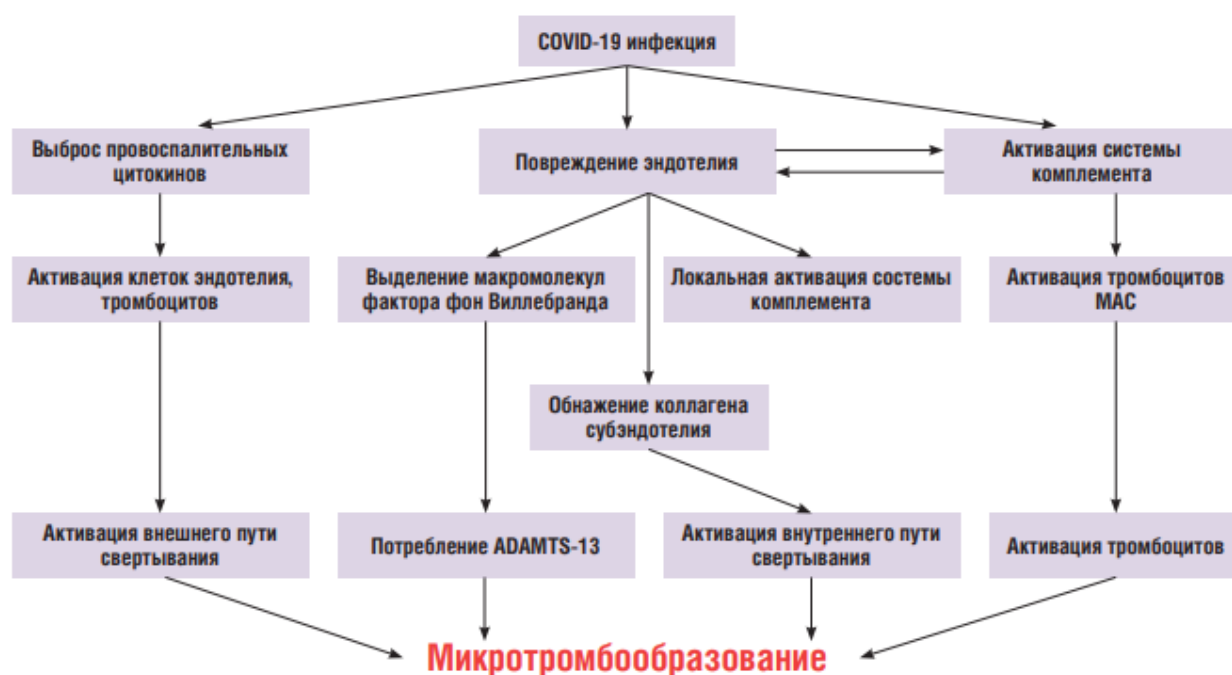 COVID-19 инфекция
Выброс провоспалительных
цитокинов
Повреждение эндотелия
Активация системы
комплемента
Активация клеток эндотелия,
тромбоцитов
Выделение макромолекул
фактора фон Виллебранда
Локальная активация системы
комплемента
Активация тромбоцитов
МАС
Обнажение коллагена
субэндотелия
Активация внешнего пути
свертывания
Потребление ADAMTS-13
Активация внутреннего пути
свертывания
Активация тромбоцитов
Микротромбообразование